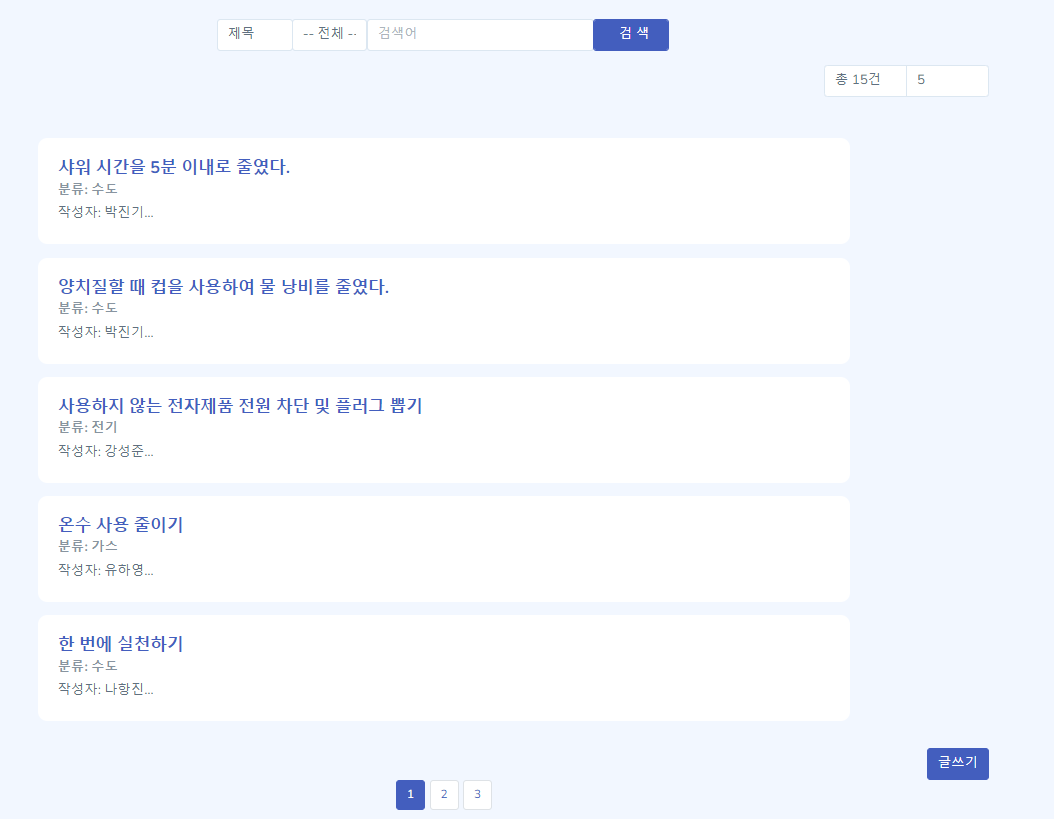 제목 -- 전체 -- 검색어 검 색
총 15건 5
샤워 시간을 5분 이내로 줄였다.
분류: 수도
작성자: 박진기...
양치질할 때 컵을 사용하여 물 낭비를 줄였다.
분류: 수도
작성자: 박진기...
사용하지 않는 전자제품 전원 차단 및 플러그 뽑기
분류: 전기
작성자: 강성준...
온수 사용 줄이기
분류: 가스
작성자: 유하영...
한 번에 실천하기
분류: 수도
작성자: 나항진...
글쓰기
1 2 3